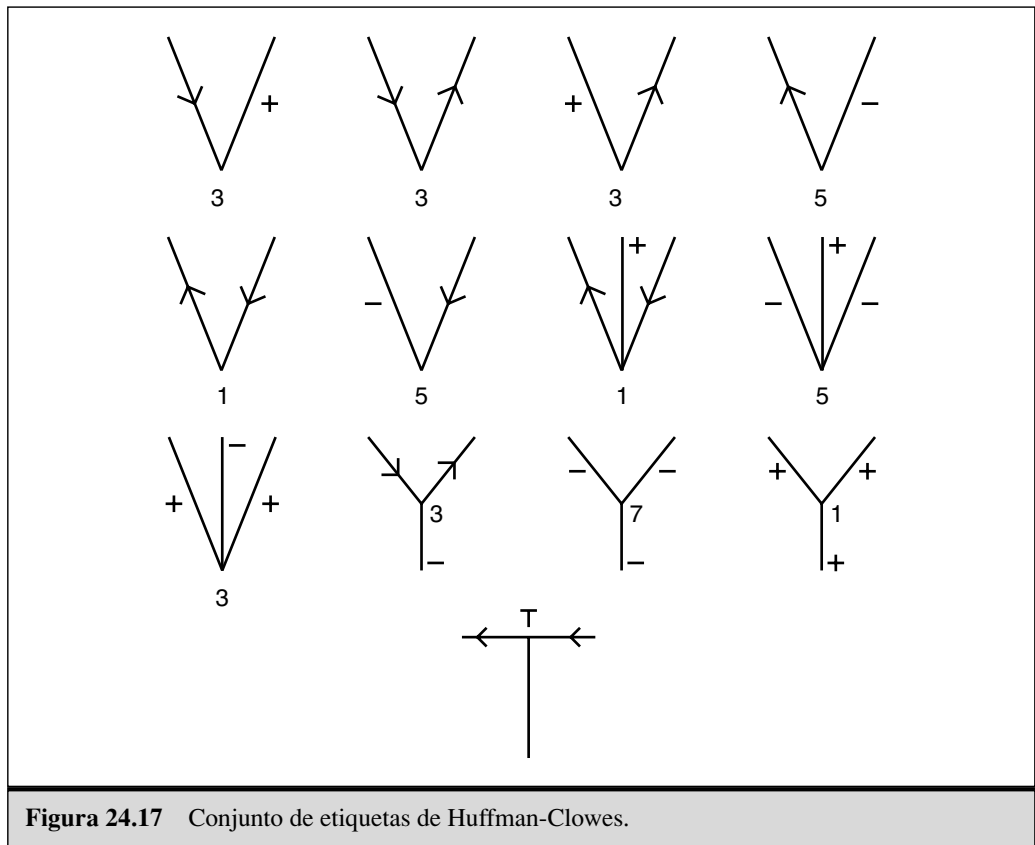 + + −
3 3 3 5
− + − + −
1 5 1 5
− − − + +
+ + 3 7 1
− − +
3
T
Figura 24.17 Conjunto de etiquetas de Huffman-Clowes.